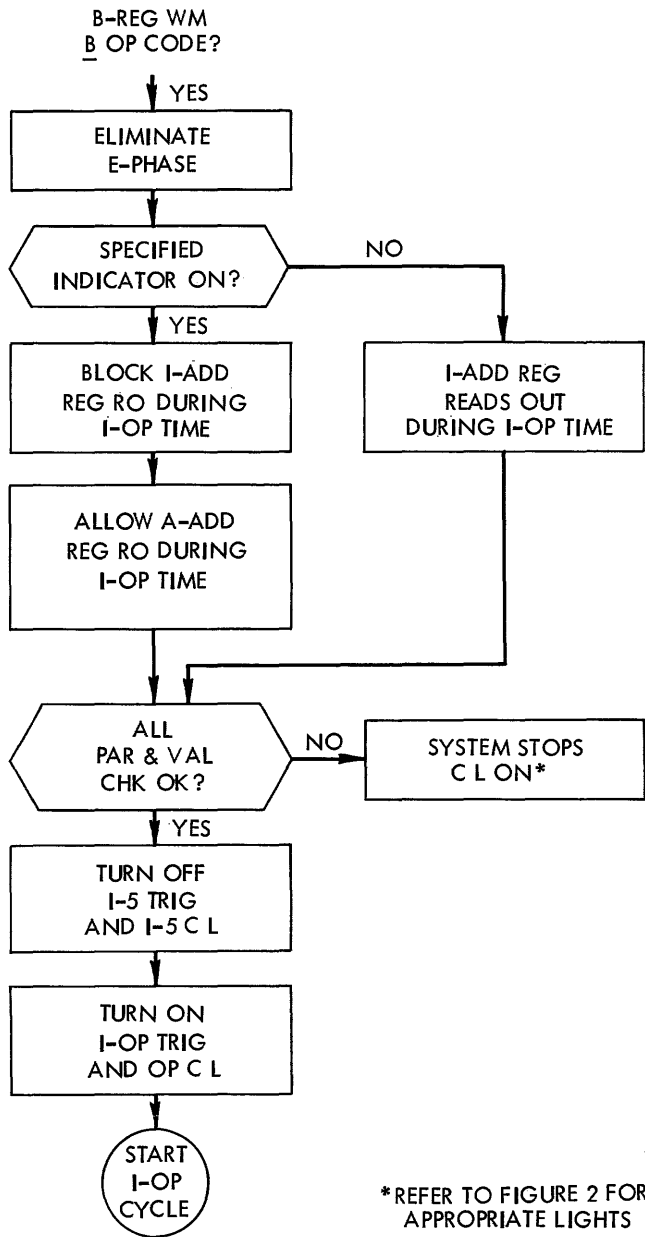 B-REG WM
B OP CODE?
YES
ELIMINATE
E-PHASE
SPECIFIED
INDICATOR ON?
NO
YES
BLOCK I-ADD
REG RO DURING
I-OP TIME
I-ADD REG
READS OUT
DURING I-OP TIME
ALLOW A-ADD
REG RO DURING
I-OP TIME
ALL
PAR & VAL
CHK OK?
NO
SYSTEM STOPS
C L ON*
YES
TURN OFF
I-5 TRIG
AND I-5 C L
TURN ON
I-OP TRIG
AND OP C L
START
I-OP
CYCLE
*REFER TO FIGURE 2 FOR
APPROPRIATE LIGHTS